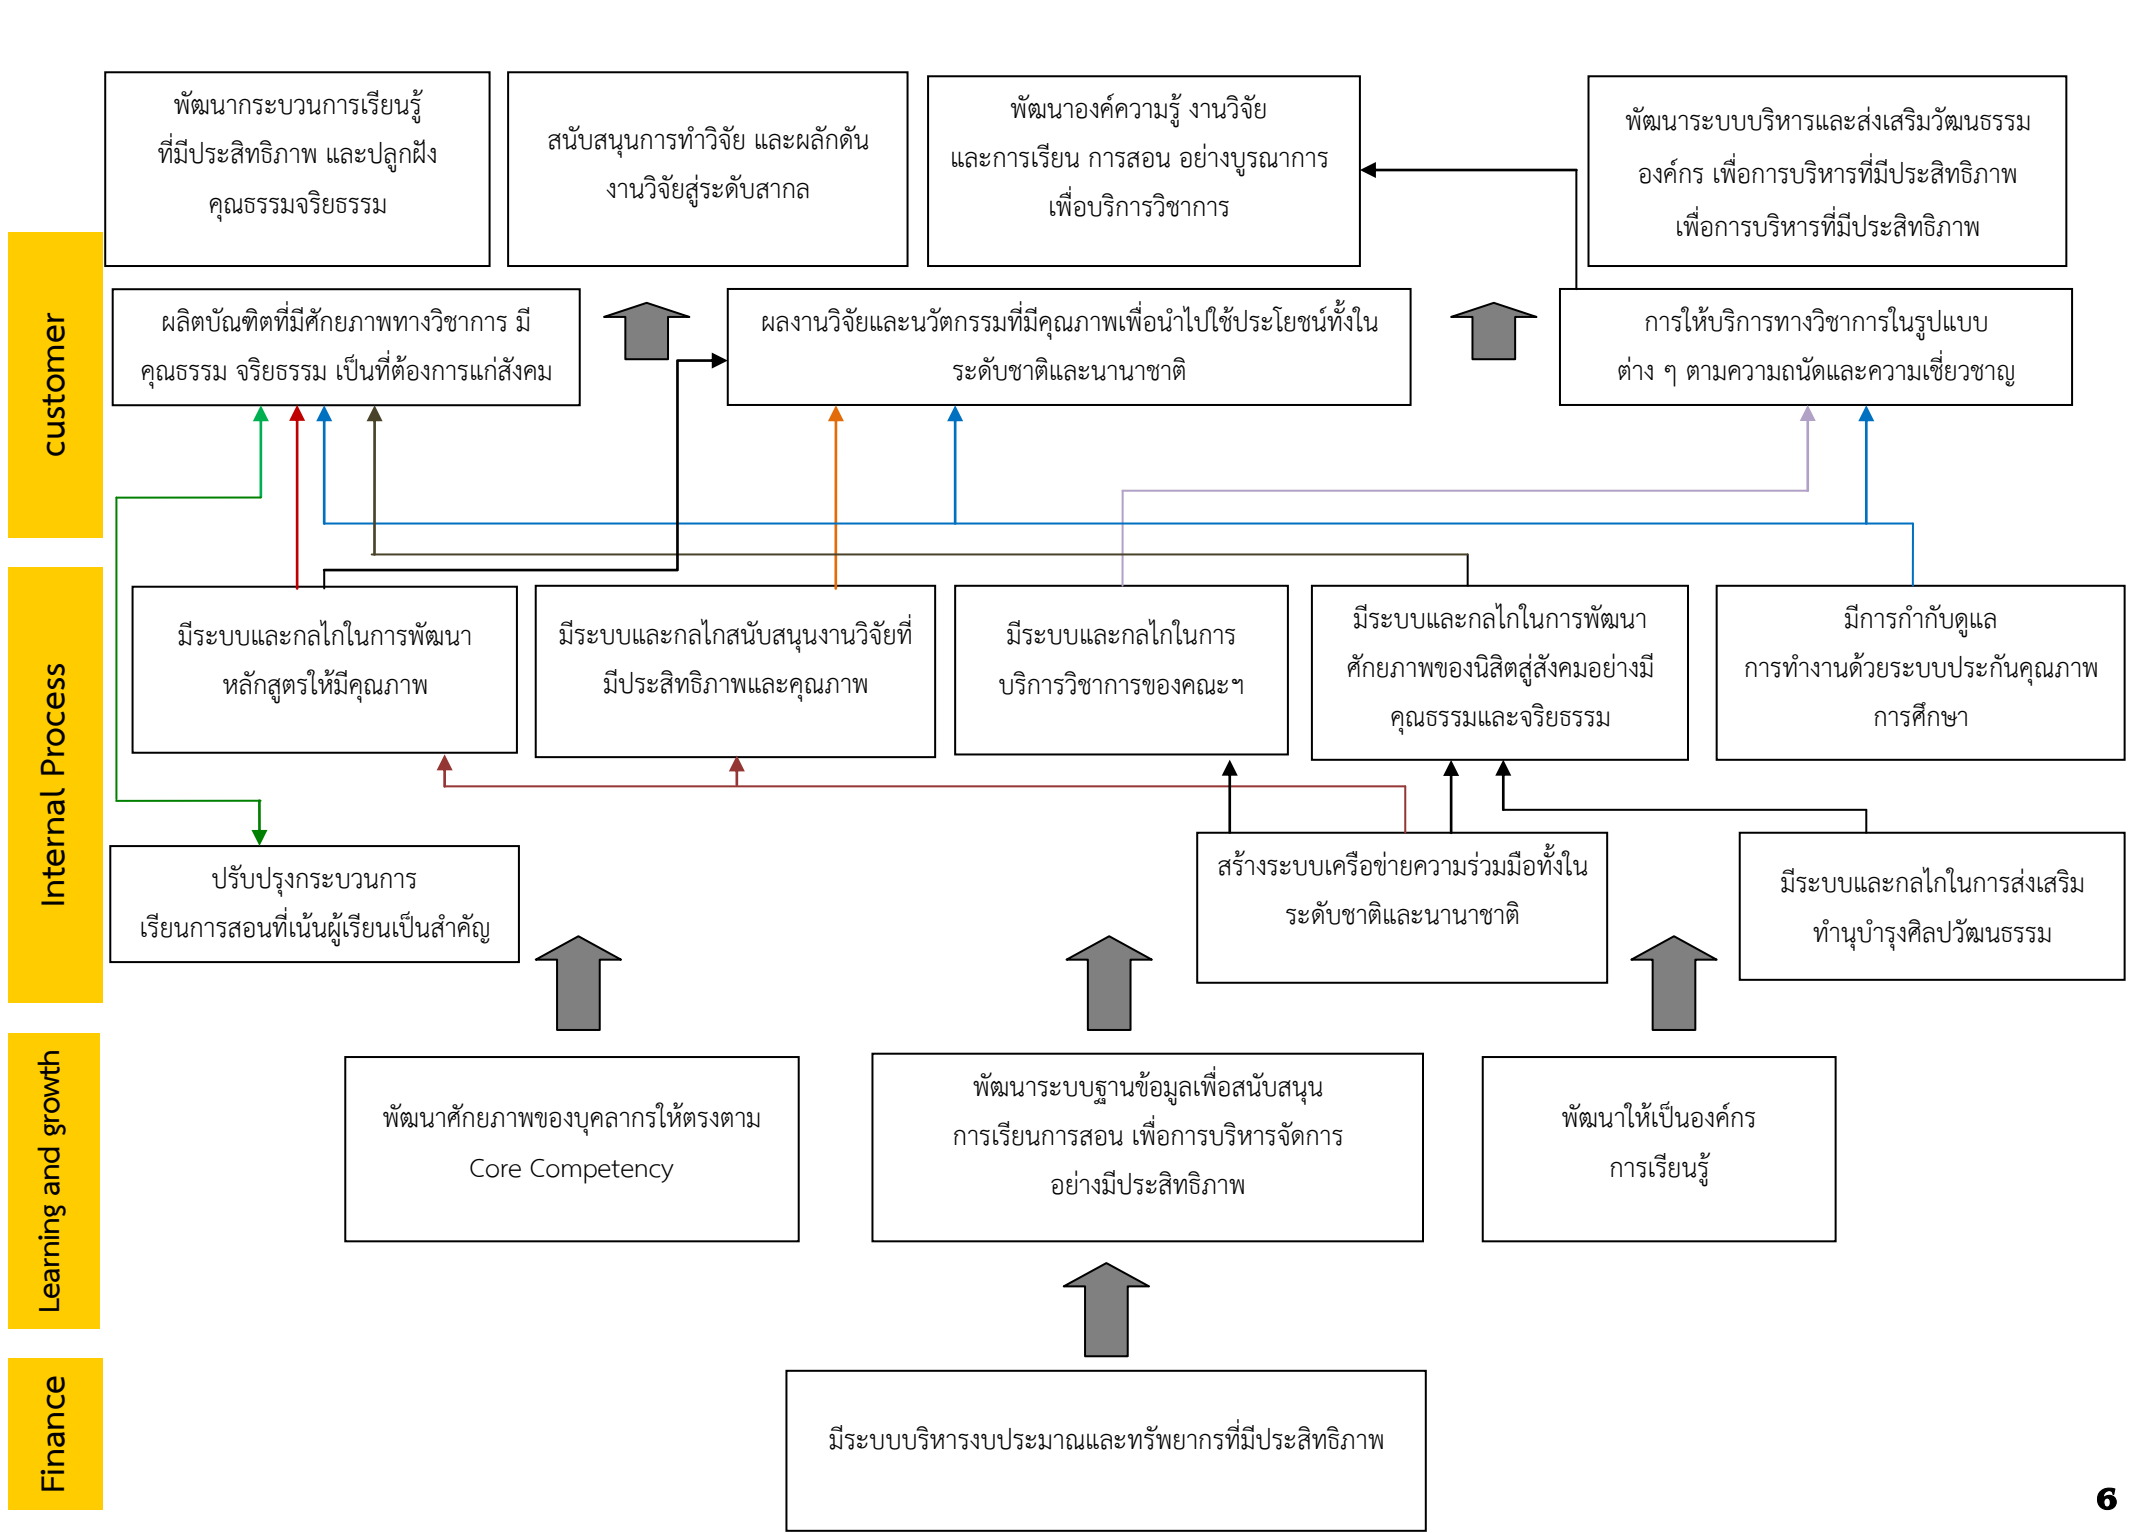 พัฒนากระบวนการเรียนรู้
ที่มีประสิทธิภาพ และปลูกฝัง
คุณธรรมจริยธรรม
สนับสนุนการทำวิจัย และผลักดัน
งานวิจัยสู่ระดับสากล
พัฒนาองค์ความรู้ งานวิจัย
และการเรียน การสอน อย่างบูรณาการ
เพื่อบริการวิชาการ
พัฒนาระบบบริหารและส่งเสริมวัฒนธรรม
องค์กร เพื่อการบริหารที่มีประสิทธิภาพ
เพื่อการบริหารที่มีประสิทธิภาพ
customer
ผลิตบัณฑิตที่มีศักยภาพทางวิชาการ มี
คุณธรรม จริยธรรม เป็นที่ต้องการแก่สังคม
ผลงานวิจัยและนวัตกรรมที่มีคุณภาพเพื่อนำไปใช้ประโยชน์ทั้งใน
ระดับชาติและนานาชาติ
การให้บริการทางวิชาการในรูปแบบ
ต่าง ๆ ตามความถนัดและความเชี่ยวชาญ
Internal Process
มีระบบและกลไกในการพัฒนา
หลักสูตรให้มีคุณภาพ
มีระบบและกลไกสนับสนุนงานวิจัยที่
มีประสิทธิภาพและคุณภาพ
มีระบบและกลไกในการ
บริการวิชาการของคณะฯ
มีระบบและกลไกในการพัฒนา
ศักยภาพของนิสิตสู่สังคมอย่างมี
คุณธรรมและจริยธรรม
มีการกำกับดูแล
การทำงานด้วยระบบประกันคุณภาพ
การศึกษา
ปรับปรุงกระบวนการ
เรียนการสอนที่เน้นผู้เรียนเป็นสำคัญ
สร้างระบบเครือข่ายความร่วมมือทั้งใน
ระดับชาติและนานาชาติ
มีระบบและกลไกในการส่งเสริม
ทำนุบำรุงศิลปวัฒนธรรม
Learning and growth
พัฒนาศักยภาพของบุคลากรให้ตรงตาม
Core Competency
พัฒนาระบบฐานข้อมูลเพื่อสนับสนุน
การเรียนการสอน เพื่อการบริหารจัดการ
อย่างมีประสิทธิภาพ
พัฒนาให้เป็นองค์กร
การเรียนรู้
Finance
มีระบบบริหารงบประมาณและทรัพยากรที่มีประสิทธิภาพ
6